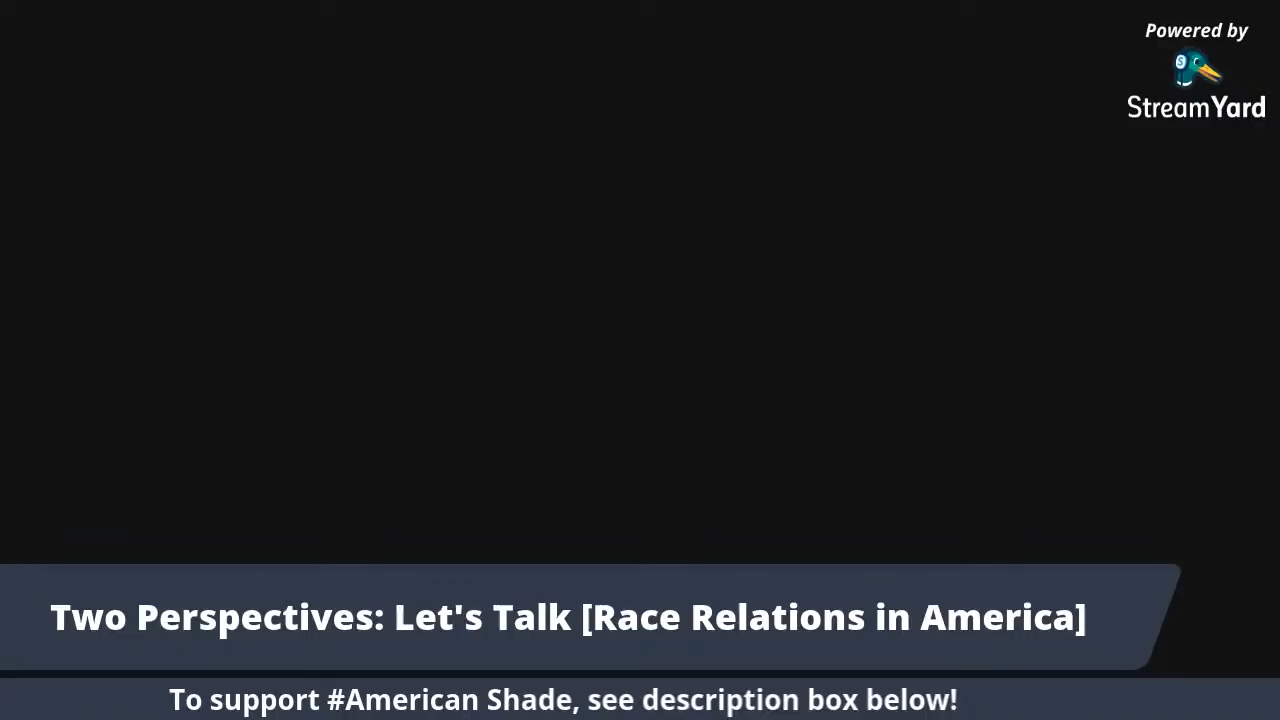 Powered by
StreamYard
Two Perspectives: Let's Talk [Race Relations in America]
To support #American Shade, see description box below!